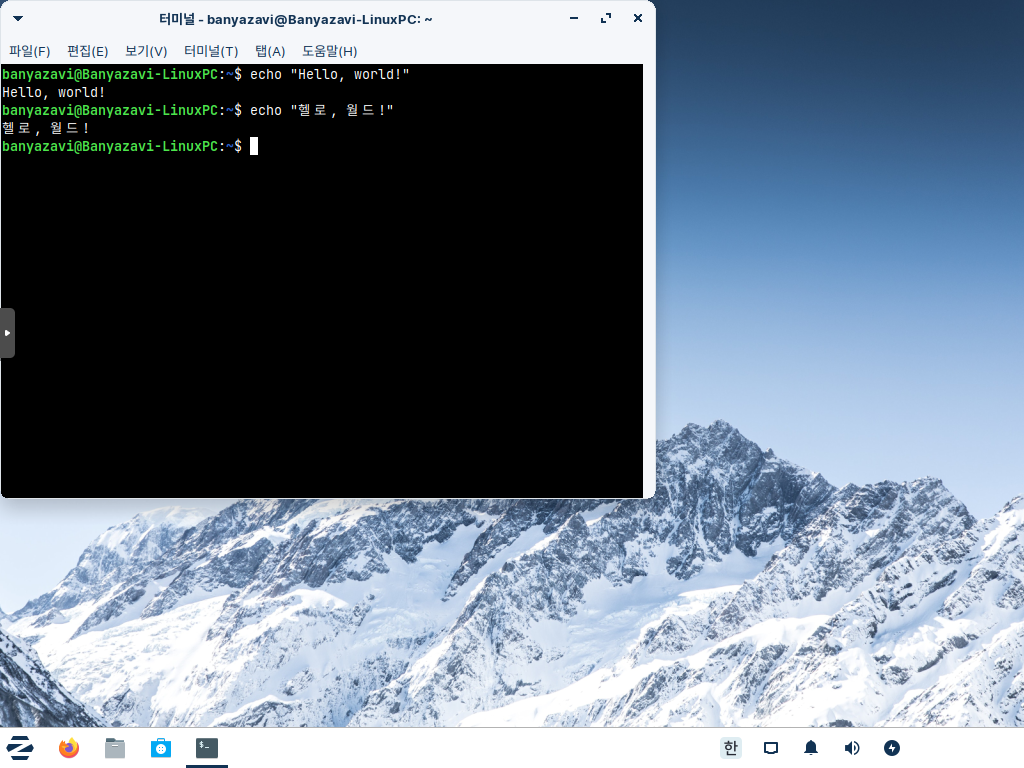 터미널 - banyazavi@Banyazavi-LinuxPC: ~
파일(F) 편집(E) 보기(V) 터미널(T) 탭(A) 도움말(H)
banyazavi@Banyazavi-LinuxPC:~$ echo "Hello, world!"
Hello, world!
banyazavi@Banyazavi-LinuxPC:~$ echo "헬로, 월드!"
헬로, 월드!
banyazavi@Banyazavi-LinuxPC:~$
한